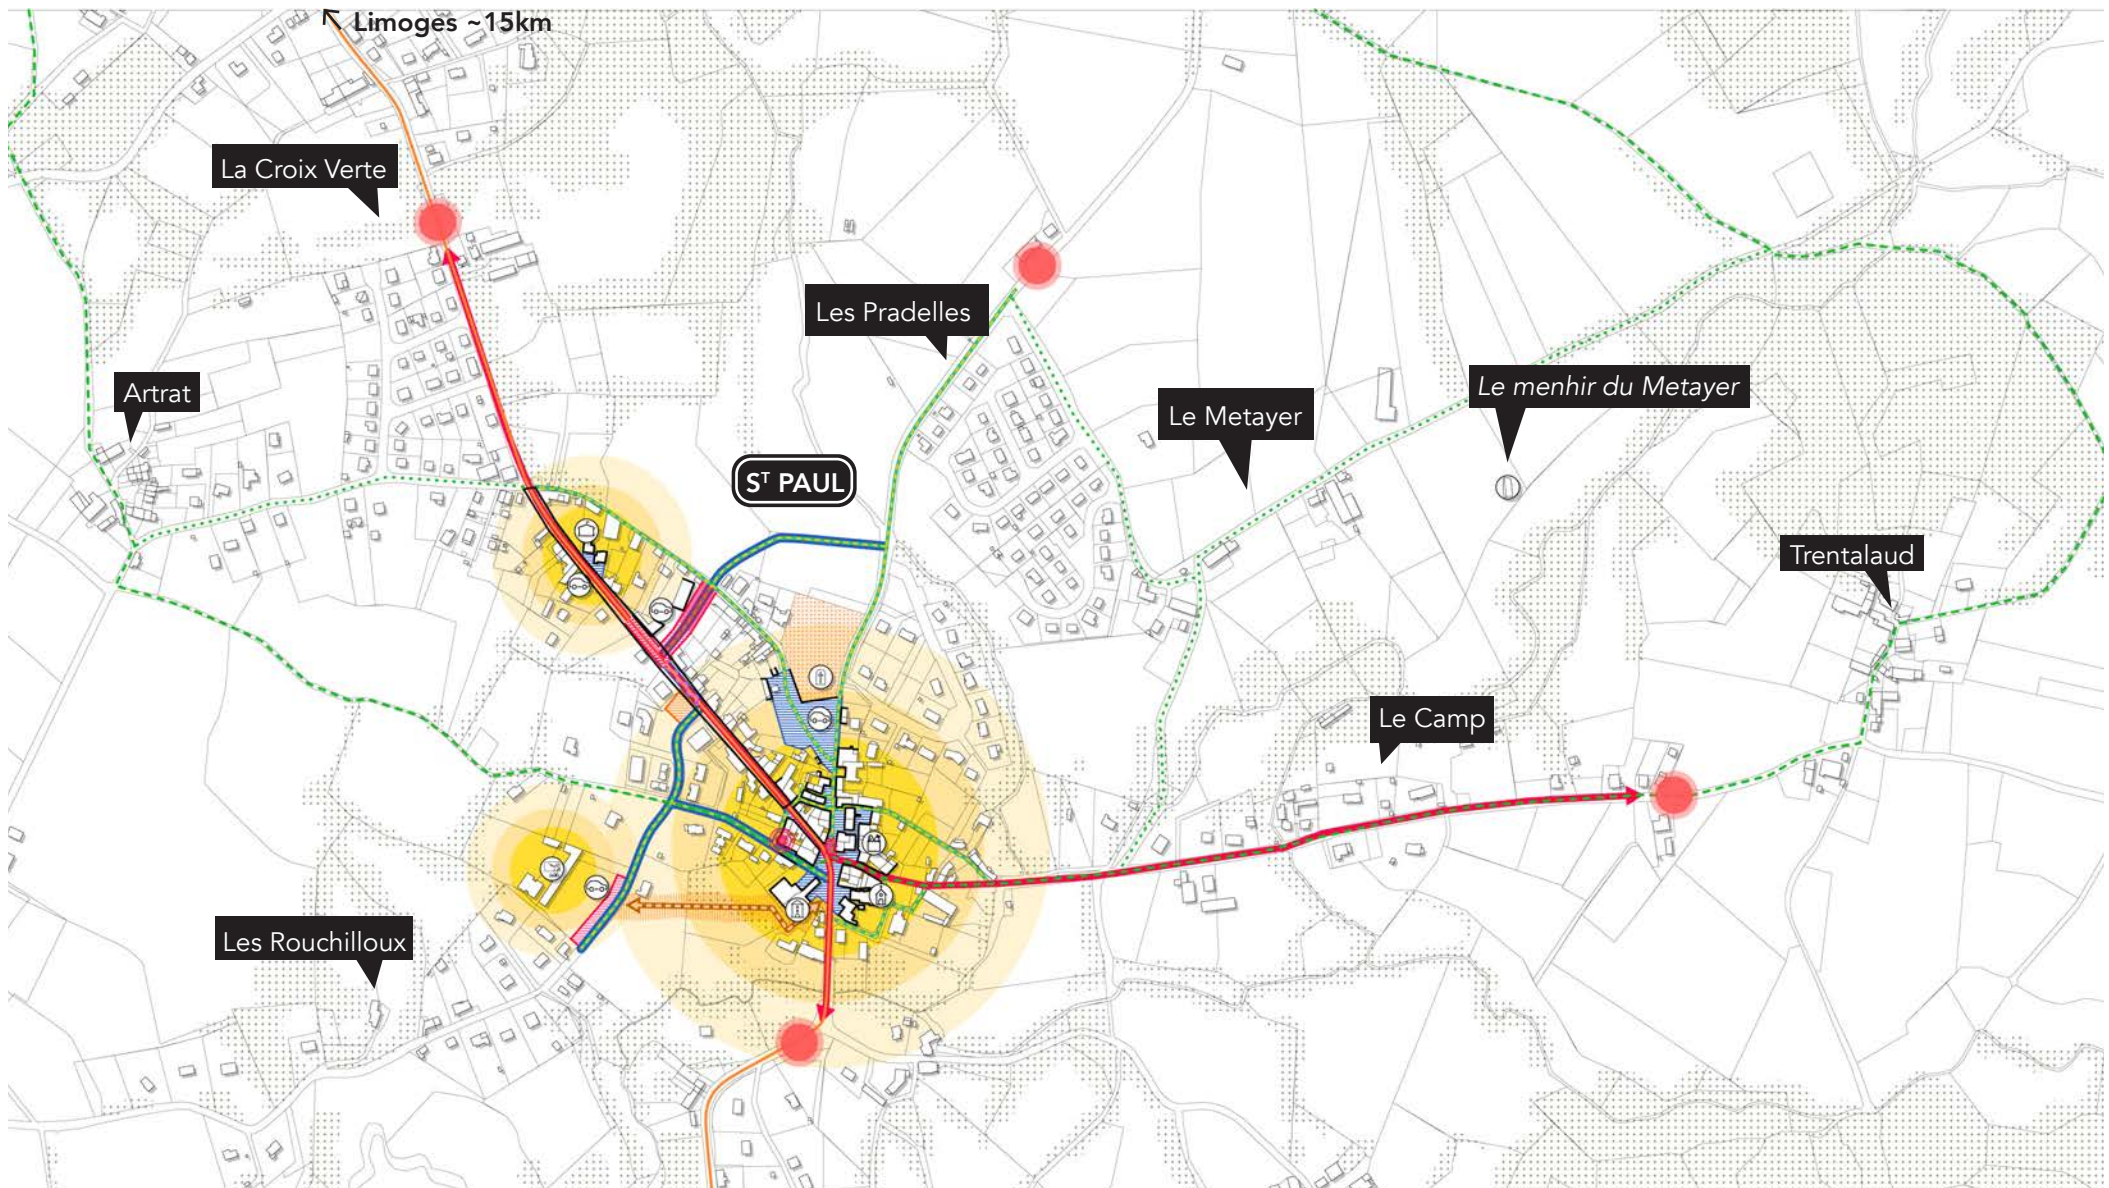 Limoges ~15km
La Croix Verte
Les Pradelles
Artrat
Le menhir du Metayer
Le Metayer
Sᵀ PAUL
Trentalaud
Le Camp
Les Rouchilloux